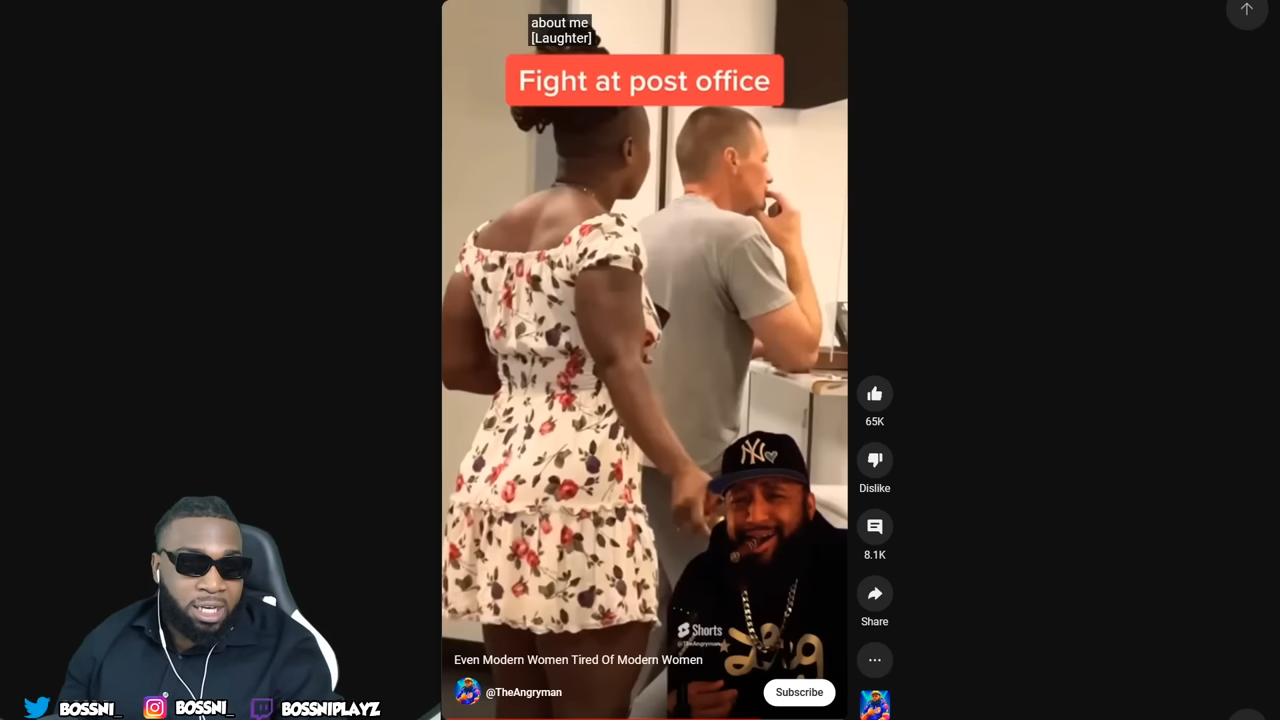 about me
[Laughter]
Fight at post office
NY
65K
Dislike
8.1K
Share
Shorts
@TheAngryman
Even Modern Women Tired Of Modern Women
@TheAngryman
Subscribe
BOSSNI_
BOSSNI_
BOSSNIPLAYZ